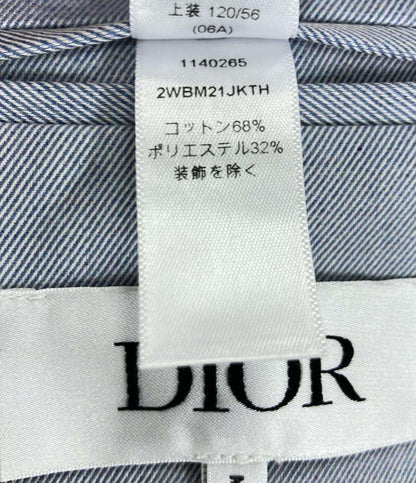 上装 120/56
(06A)
1140265
2WBM21JKTH
コットン68%
ポリエステル32%
装飾を除く
DIOR